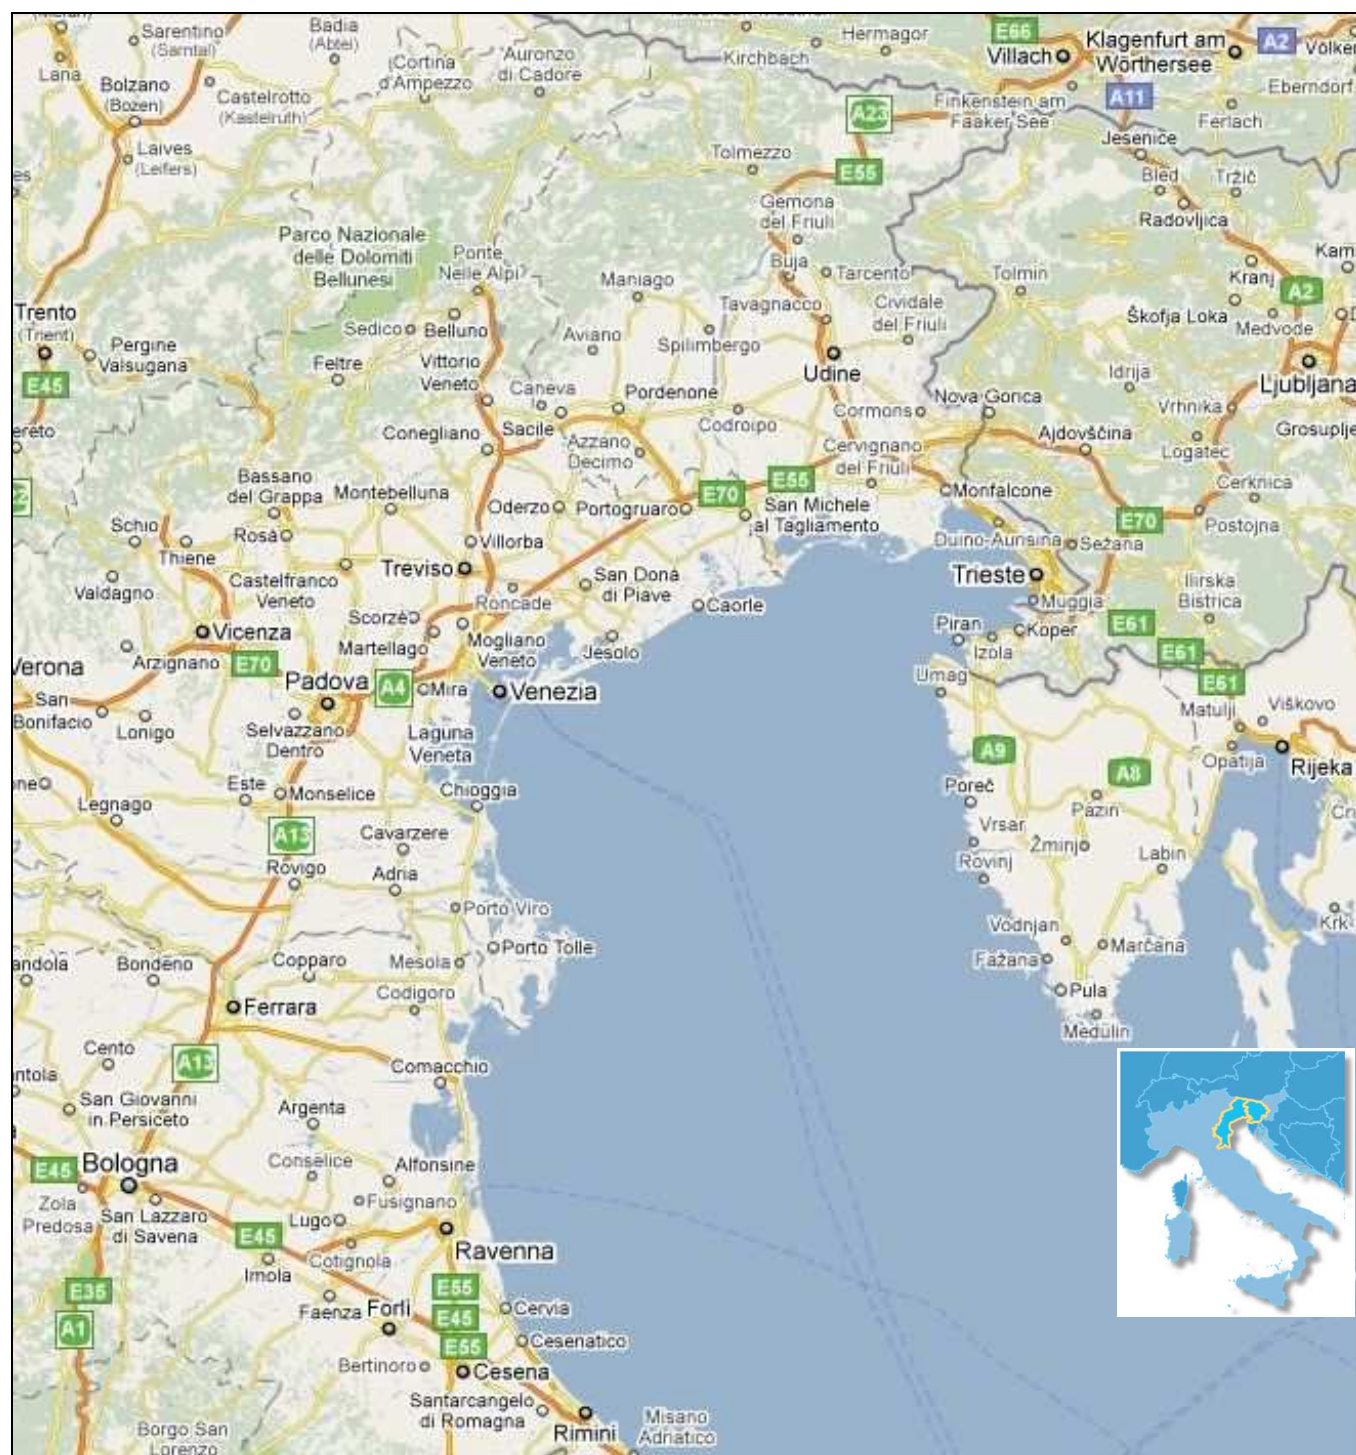 Sarentino
(Sarntal)
Badia
(Abtei)
(Cortina
d'Ampezzo
Auronzo
di Cadore
Kirchbach
Hermagor
E66
Villach
Klagenfurt am
Wörthersee
A2
Völker
Lana
Bolzano
(Bozen)
Castelrotto
(Kastelruth)
A23
Finkenstein am
Faaker See
A11
Eberndorf
Ferlach
Laives
(Leifers)
es
Tolmezzo
E55
Jesenice
Bled
Tržič
Radovljica
Gemona
del Friuli
Parco Nazionale
delle Dolomiti
Bellunesi
Ponte
Nelle Alpi
Buja
Tarcento
Tolmin
Kam
Kranj
A2
Maniago
Tavagnacco
Cividale
del Friuli
Škofja Loka
Medvode
Trento
(Trient)
Pergine
Valsugana
Sedico
Belluno
Aviano
Spilimbergo
Feltre
Vittorio
Veneto
Udine
Idrija
Ljubljana
E45
Caneva
Pordenone
Cormons
Nova Gorica
Vrhnika
ereto
Conegliano
Sacile
Azzano
Decimo
Codroipo
Cervignano
del Friuli
Ajdovščina
Logatec
Grosuplje
Bassano
del Grappa
Montebelluna
E70
E55
Monfalcone
Cerknica
22
Oderzo
Portogruaro
San Michele
al Tagliamento
E70
Postojna
Schio
Rosà
Villorba
Duino-Aurisina
Sežana
Thiene
Treviso
Trieste
Valdagno
Castelfranco
Veneto
San Donà
di Piave
Roncade
Caorle
Muggia
Ilirska
Bistrica
Vicenza
Scorzè
Martellago
Mogliano
Veneto
Jesolo
Piran
Izola
Koper
E61
E61
E61
Verona
Arzignano
E70
Padova
A4
Mira
Venezia
Umag
San
Bonifacio
Lonigo
Selvazzano
Dentro
Laguna
Veneta
Matulji
Viškovo
A9
A8
Opatija
Rijeka
ne
Legnago
Este
Monselice
Chioggia
Poreč
Pazin
A13
Cavarzere
Vrsar
Žminj
Cri
Rovigo
Adria
Rovinj
Labin
Porto Viro
Krk
Vodnjan
Marčana
Porto Tolle
Fažana
andola
Bondeno
Copparo
Mesola
Codigoro
Pula
Ferrara
Medulin
Cento
A13
Comacchio
ntola
San Giovanni
in Persiceto
Argenta
E45
Bologna
Conselice
Alfonsine
Zola
Predosa
San Lazzaro
di Savena
Fusignano
Lugo
Ravenna
E45
Cotignola
Imola
E35
A1
Faenza
Forlì
E55
E45
E55
Cervia
Cesenatico
Bertinoro
Cesena
Santarcangelo
di Romagna
Rimini
Misano
Adriatico
Borgo San
Lorenzo